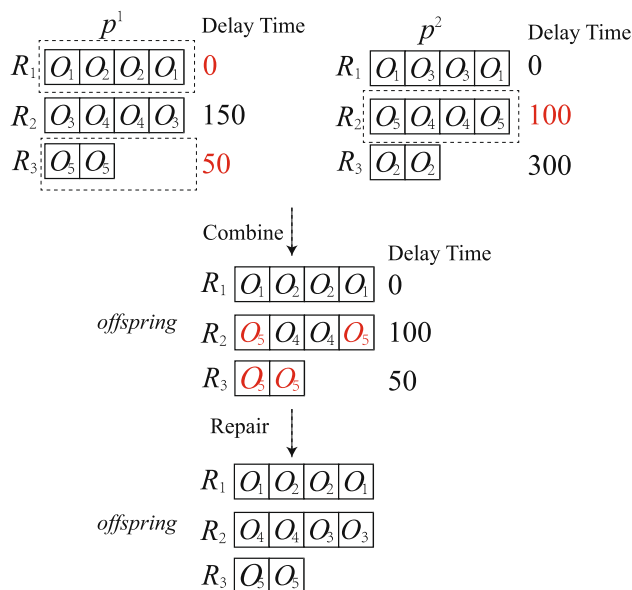 p¹ Delay Time
R₁ O₁ O₂ O₂ O₁ 0
R₂ O₃ O₄ O₄ O₃ 150
R₃ O₅ O₅ 50
p² Delay Time
R₁ O₁ O₃ O₃ O₁ 0
R₂ O₅ O₄ O₄ O₅ 100
R₃ O₂ O₂ 300
Combine
Delay Time
offspring
R₁ O₁ O₂ O₂ O₁ 0
R₂ O₅ O₄ O₄ O₅ 100
R₃ O₅ O₅ 50
Repair
offspring
R₁ O₁ O₂ O₂ O₁
R₂ O₄ O₄ O₃ O₃
R₃ O₅ O₅